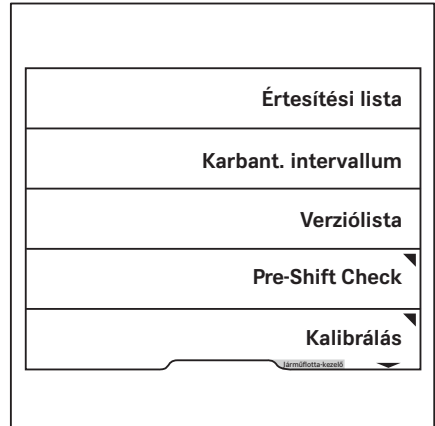 Értesítési lista
Karbant. intervallum
Verziólista
Pre-Shift Check
Kalibrálás
Járműflotta-kezelő